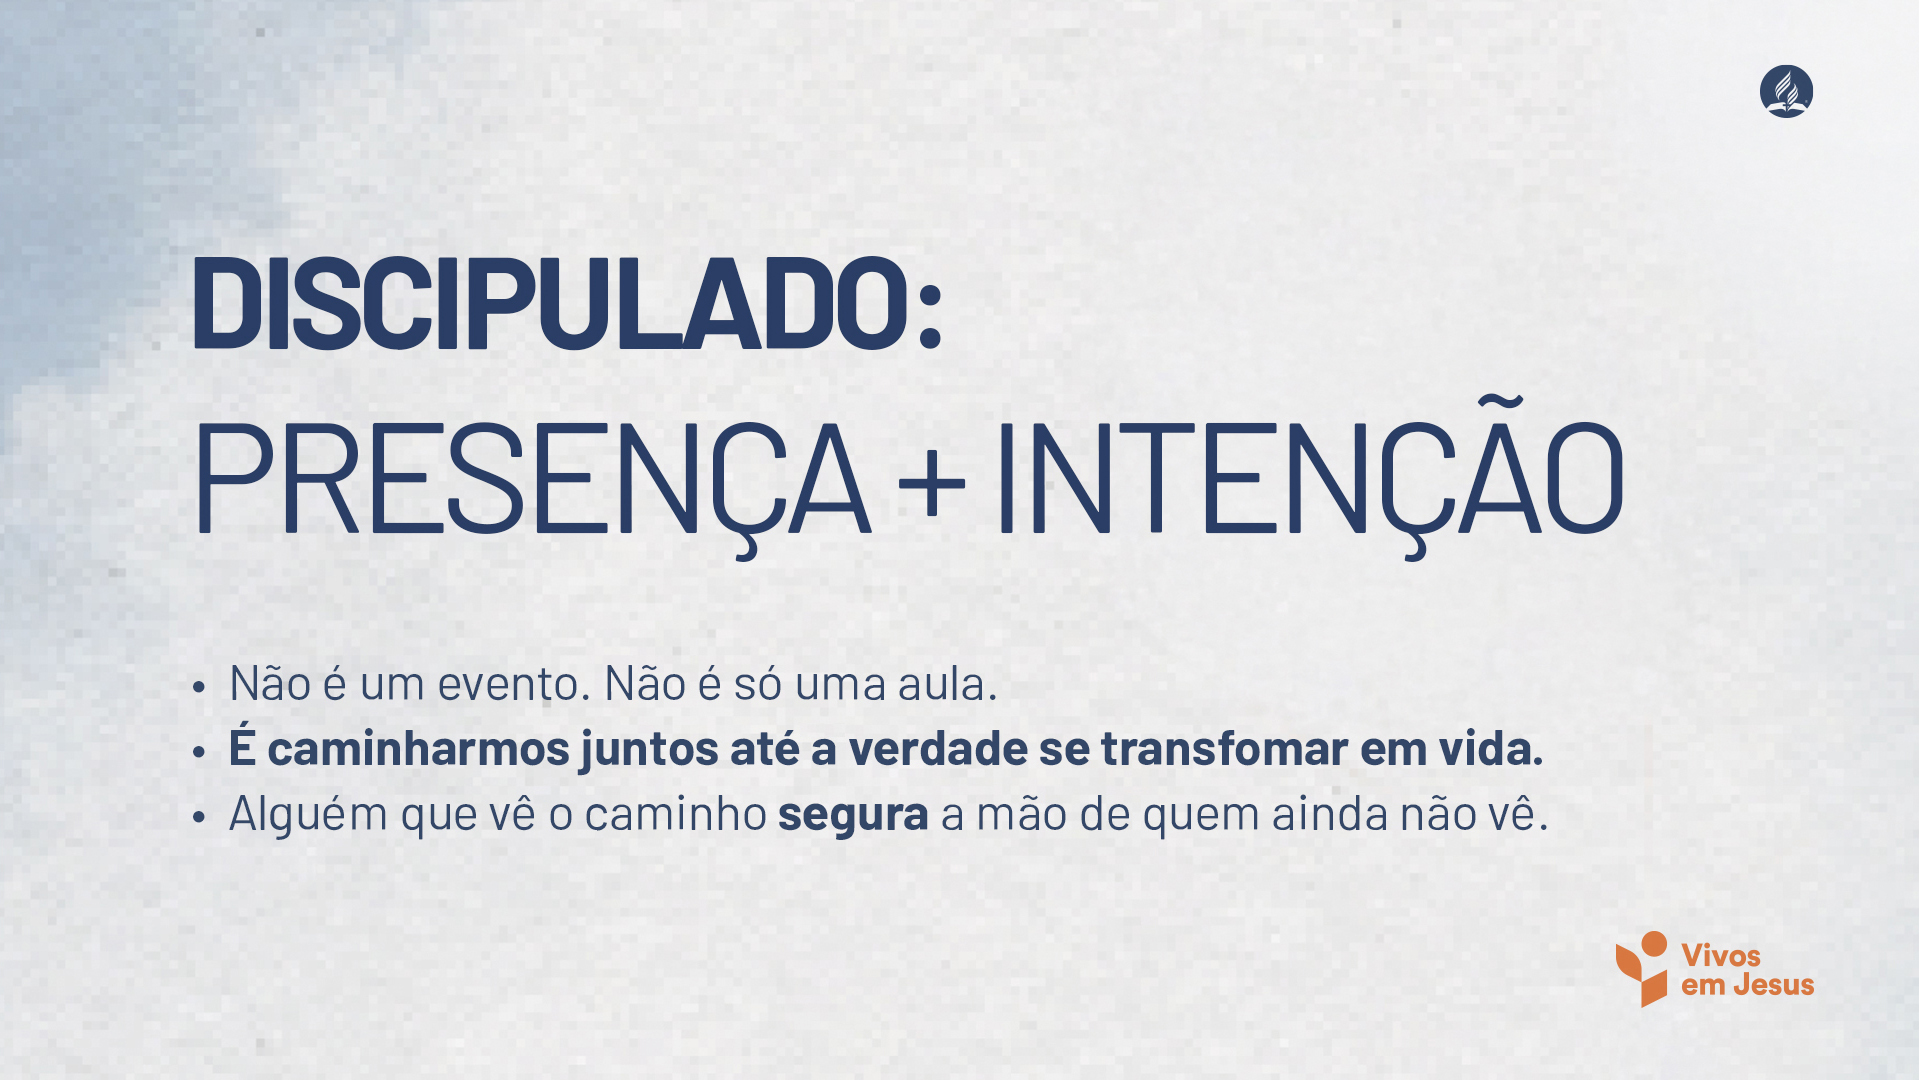 DISCIPULADO:
PRESENÇA + INTENÇÃO
• Não é um evento. Não é só uma aula.
• É caminharmos juntos até a verdade se transfomar em vida.
• Alguém que vê o caminho segura a mão de quem ainda não vê.
Vivos
em Jesus